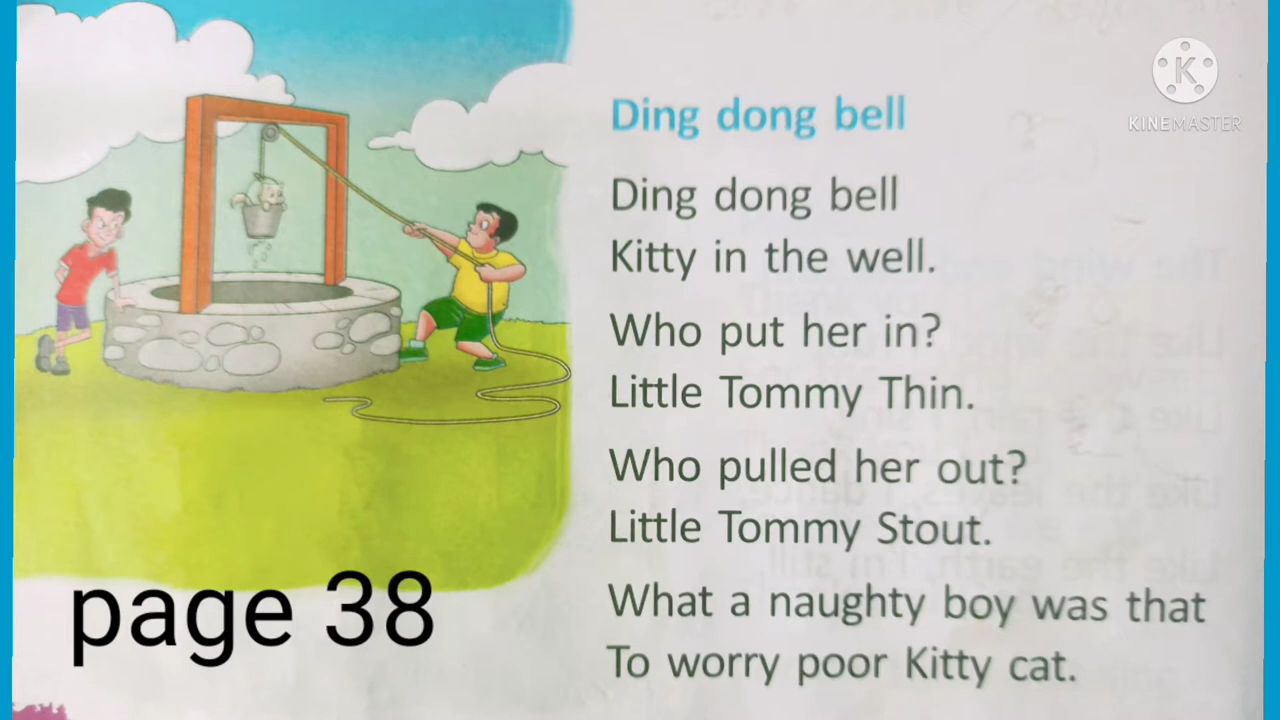 Ding dong bell
KINEMASTER
Ding dong bell
Kitty in the well.
Who put her in?
Little Tommy Thin.
Who pulled her out?
Little Tommy Stout.
What a naughty boy was that
To worry poor Kitty cat.
page 38